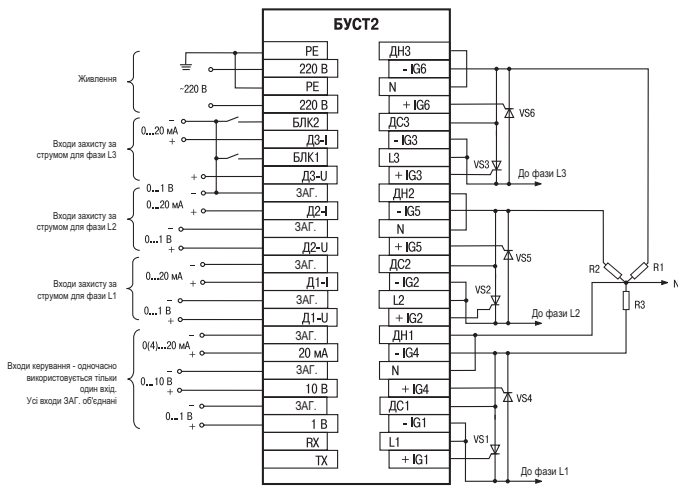 БУСТ2
Живлення
~220 В
Входи захисту за
струмом для фази L3
0...20 мА
−
+
+
0...1 В
−
Входи захисту за
струмом для фази L2
0...20 мА
+
−
0...1 В
+
Входи захисту за
струмом для фази L1
−
0...20 мА
+
−
0...1 В
+
Входи керування - одночасно
використовується тільки
один вхід.
Усі входи ЗАГ. об'єднані
−
0(4)...20 мА
+
−
0...10 В
+
−
0...1 В
+
PE
220 В
PE
220 В
БЛК2
Д3-I
БЛК1
Д3-U
ЗАГ.
Д2-I
ЗАГ.
Д2-U
ЗАГ.
Д1-I
ЗАГ.
Д1-U
ЗАГ.
20 мА
ЗАГ.
10 В
ЗАГ.
1 В
RX
TX
ДН3
- IG6
N
+ IG6
ДС3
- IG3
L3
+ IG3
ДН2
- IG5
N
+ IG5
ДС2
- IG2
L2
+ IG2
ДН1
- IG4
N
+ IG4
ДС1
- IG1
L1
+ IG1
VS6
VS3
До фази L3
VS5
VS2
До фази L2
R2
R1
N
R3
VS4
VS1
До фази L1